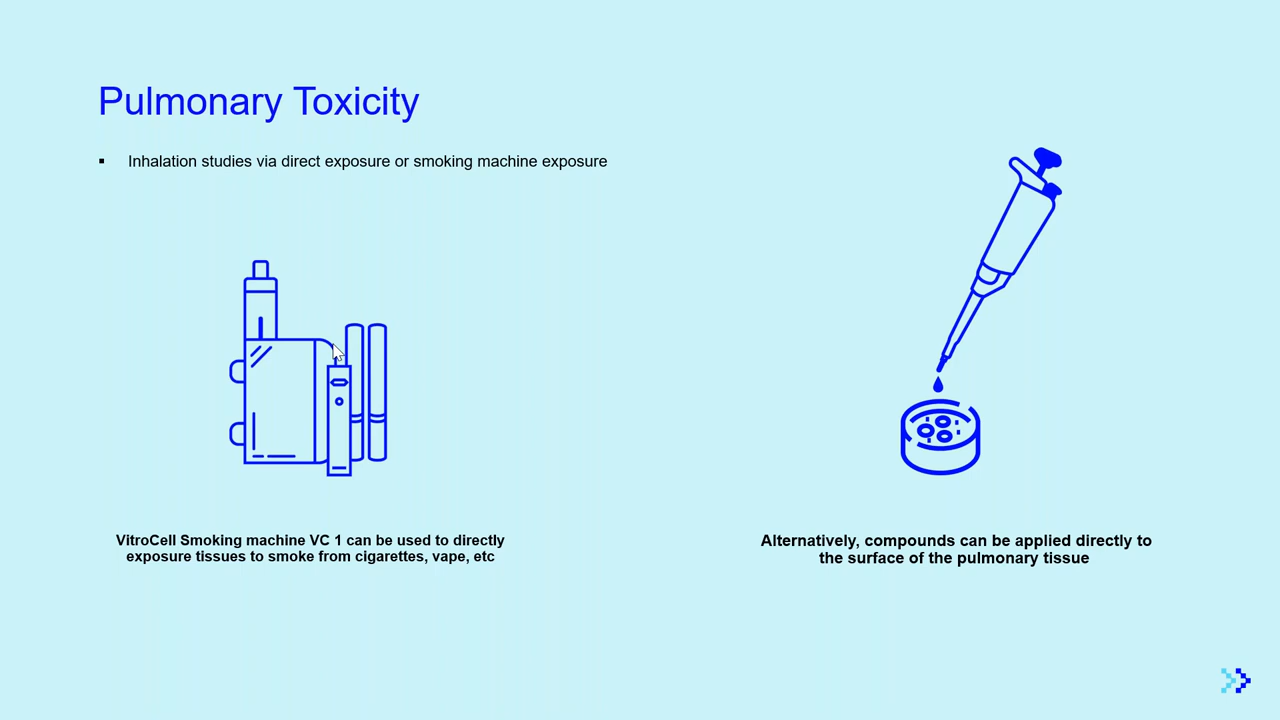 Pulmonary Toxicity
▪ Inhalation studies via direct exposure or smoking machine exposure
VitroCell Smoking machine VC 1 can be used to directly
exposure tissues to smoke from cigarettes, vape, etc
Alternatively, compounds can be applied directly to
the surface of the pulmonary tissue